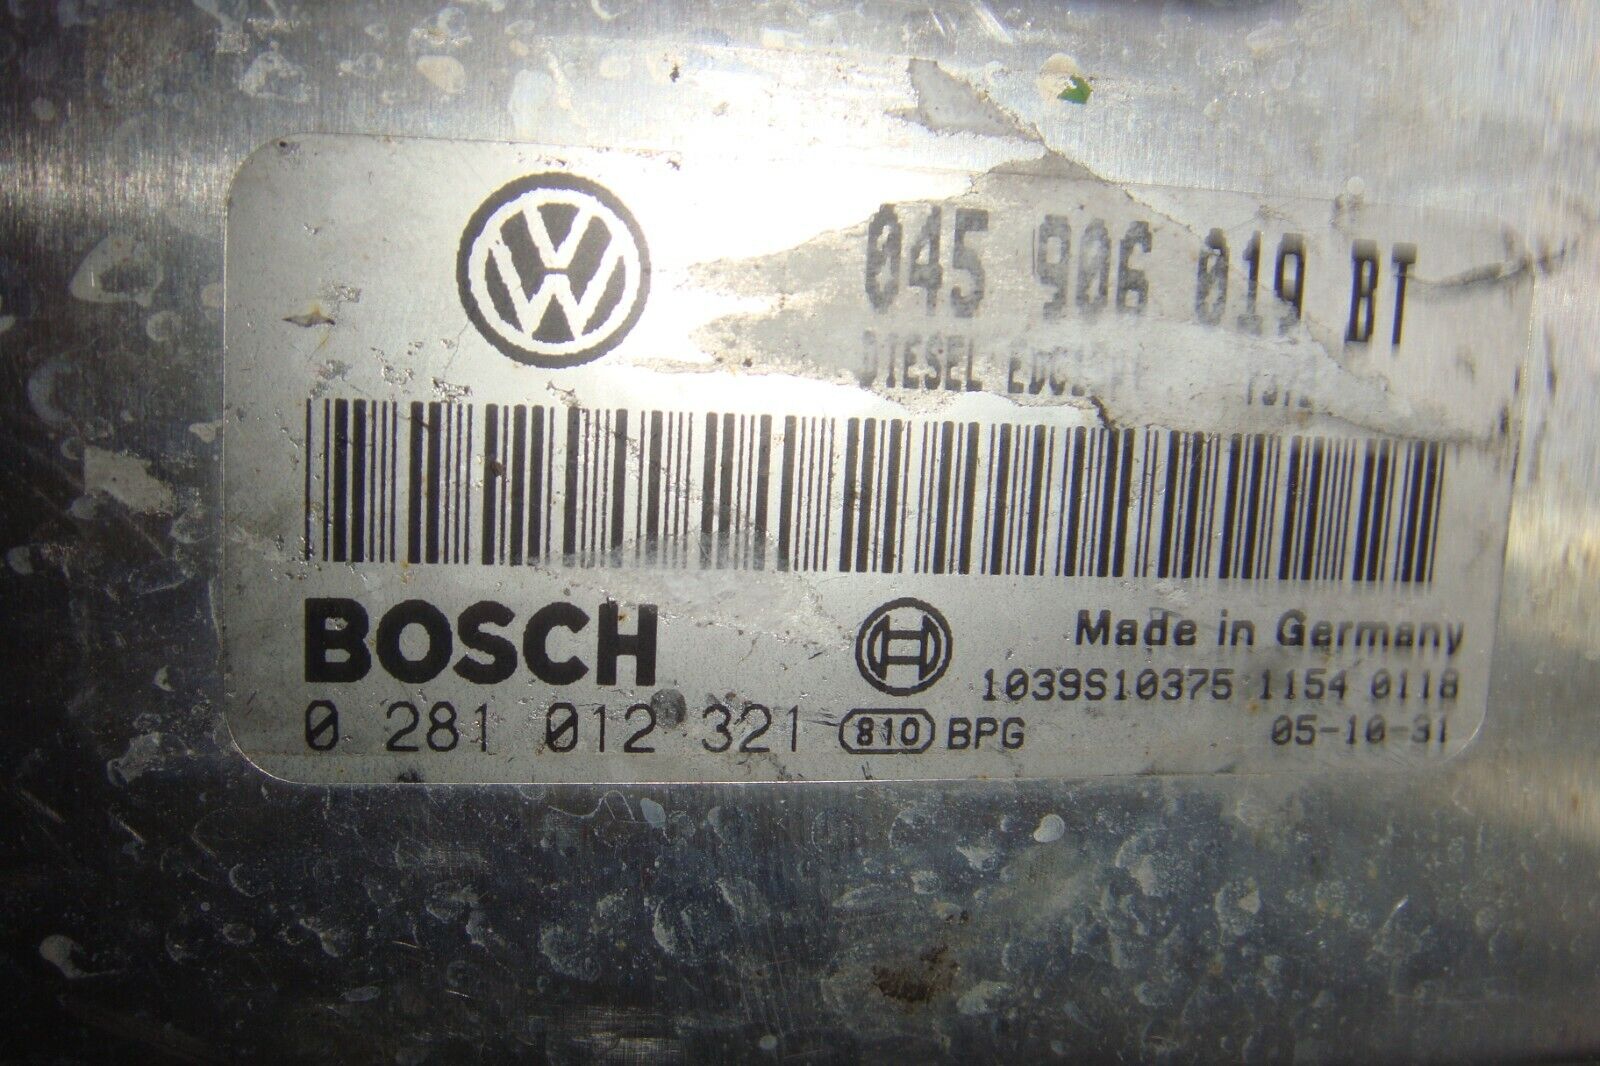 045 906 019 BT
DIESEL
BOSCH
Made in Germany
1039S10375 1154 0118
0 281 012 321 810 BPG
05-10-31